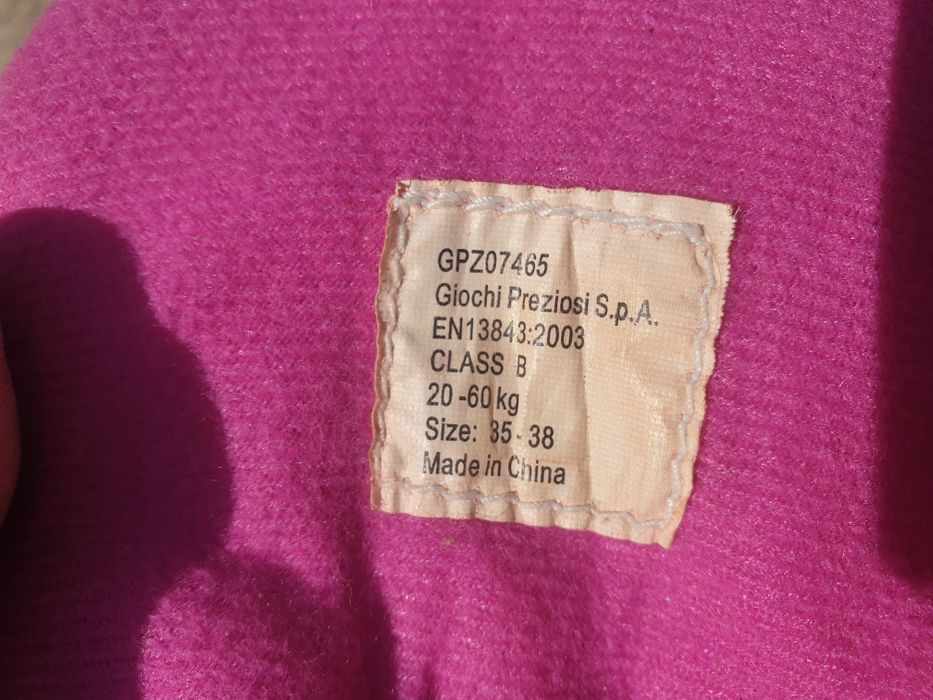 GPZ07465
Giochi Preziosi S.p.A.
EN13843:2003
CLASS B
20 -60 kg
Size: 35 - 38
Made in China